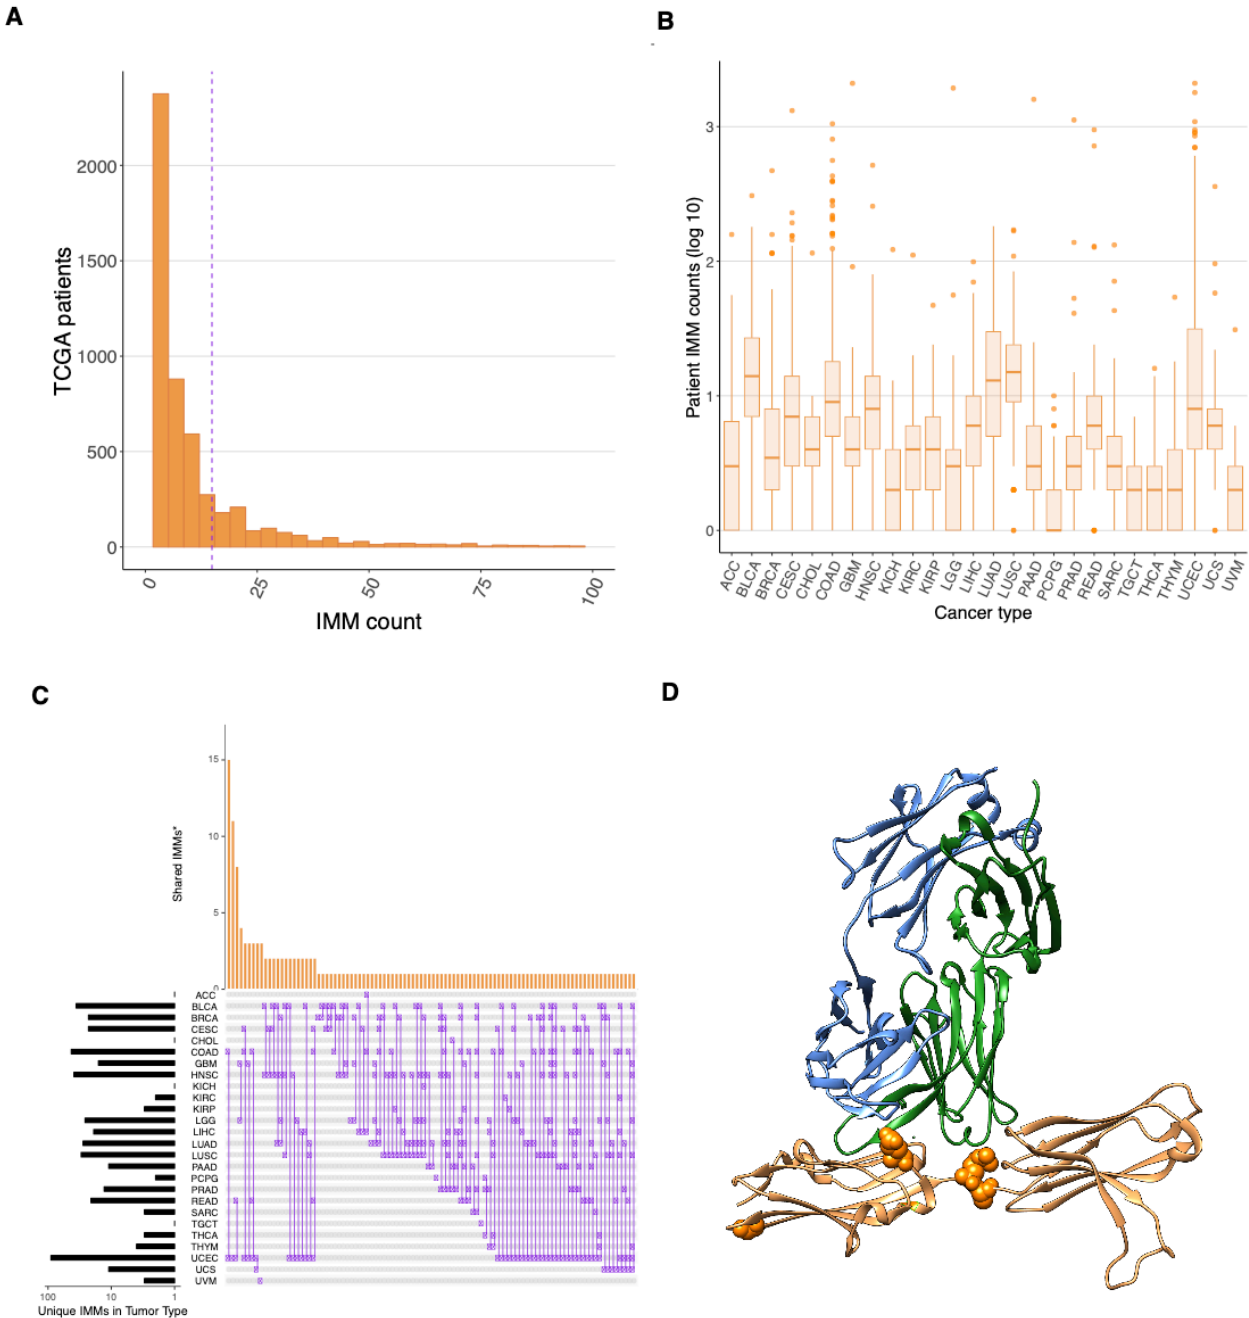 A
B
TCGA patients
2000
1500
1000
500
0
0
25
50
75
100
IMM count
Patient IMM counts (log 10)
3
2
1
0
ACC
BLCA
BRCA
CESC
CHOL
COAD
GBM
HNSC
KICH
KIRC
KIRP
LGG
LIHC
LUAD
LUSC
PAAD
PCPG
PRAD
READ
SARC
TGCT
THCA
THYM
UCEC
UCS
UVM
Cancer type
C
D
Shared IMMs*
15
10
5
0
ACC
BLCA
BRCA
CESC
CHOL
COAD
GBM
HNSC
KICH
KIRC
KIRP
LGG
LIHC
LUAD
LUSC
PAAD
PCPG
PRAD
READ
SARC
TGCT
THCA
THYM
UCEC
UCS
UVM
100
10
1
Unique IMMs in Tumor Type